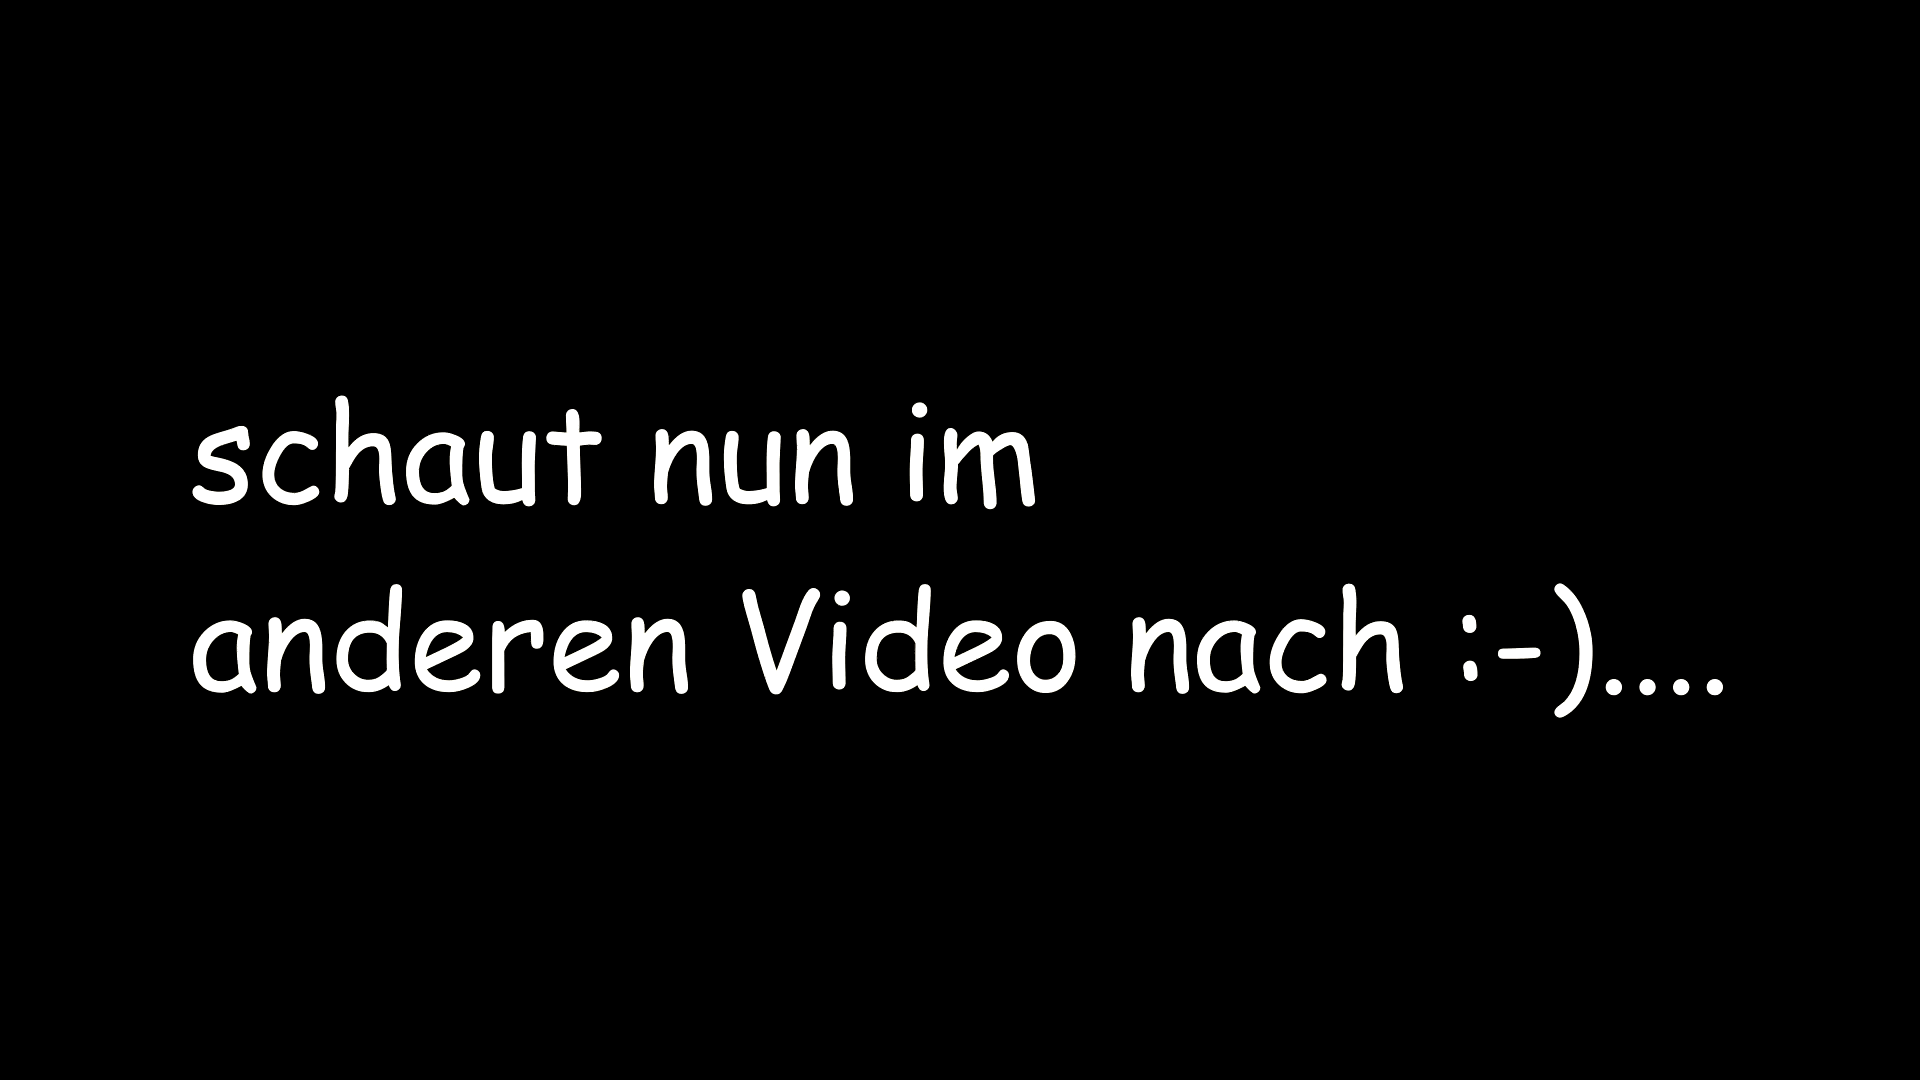 schaut nun im
anderen Video nach :-)....